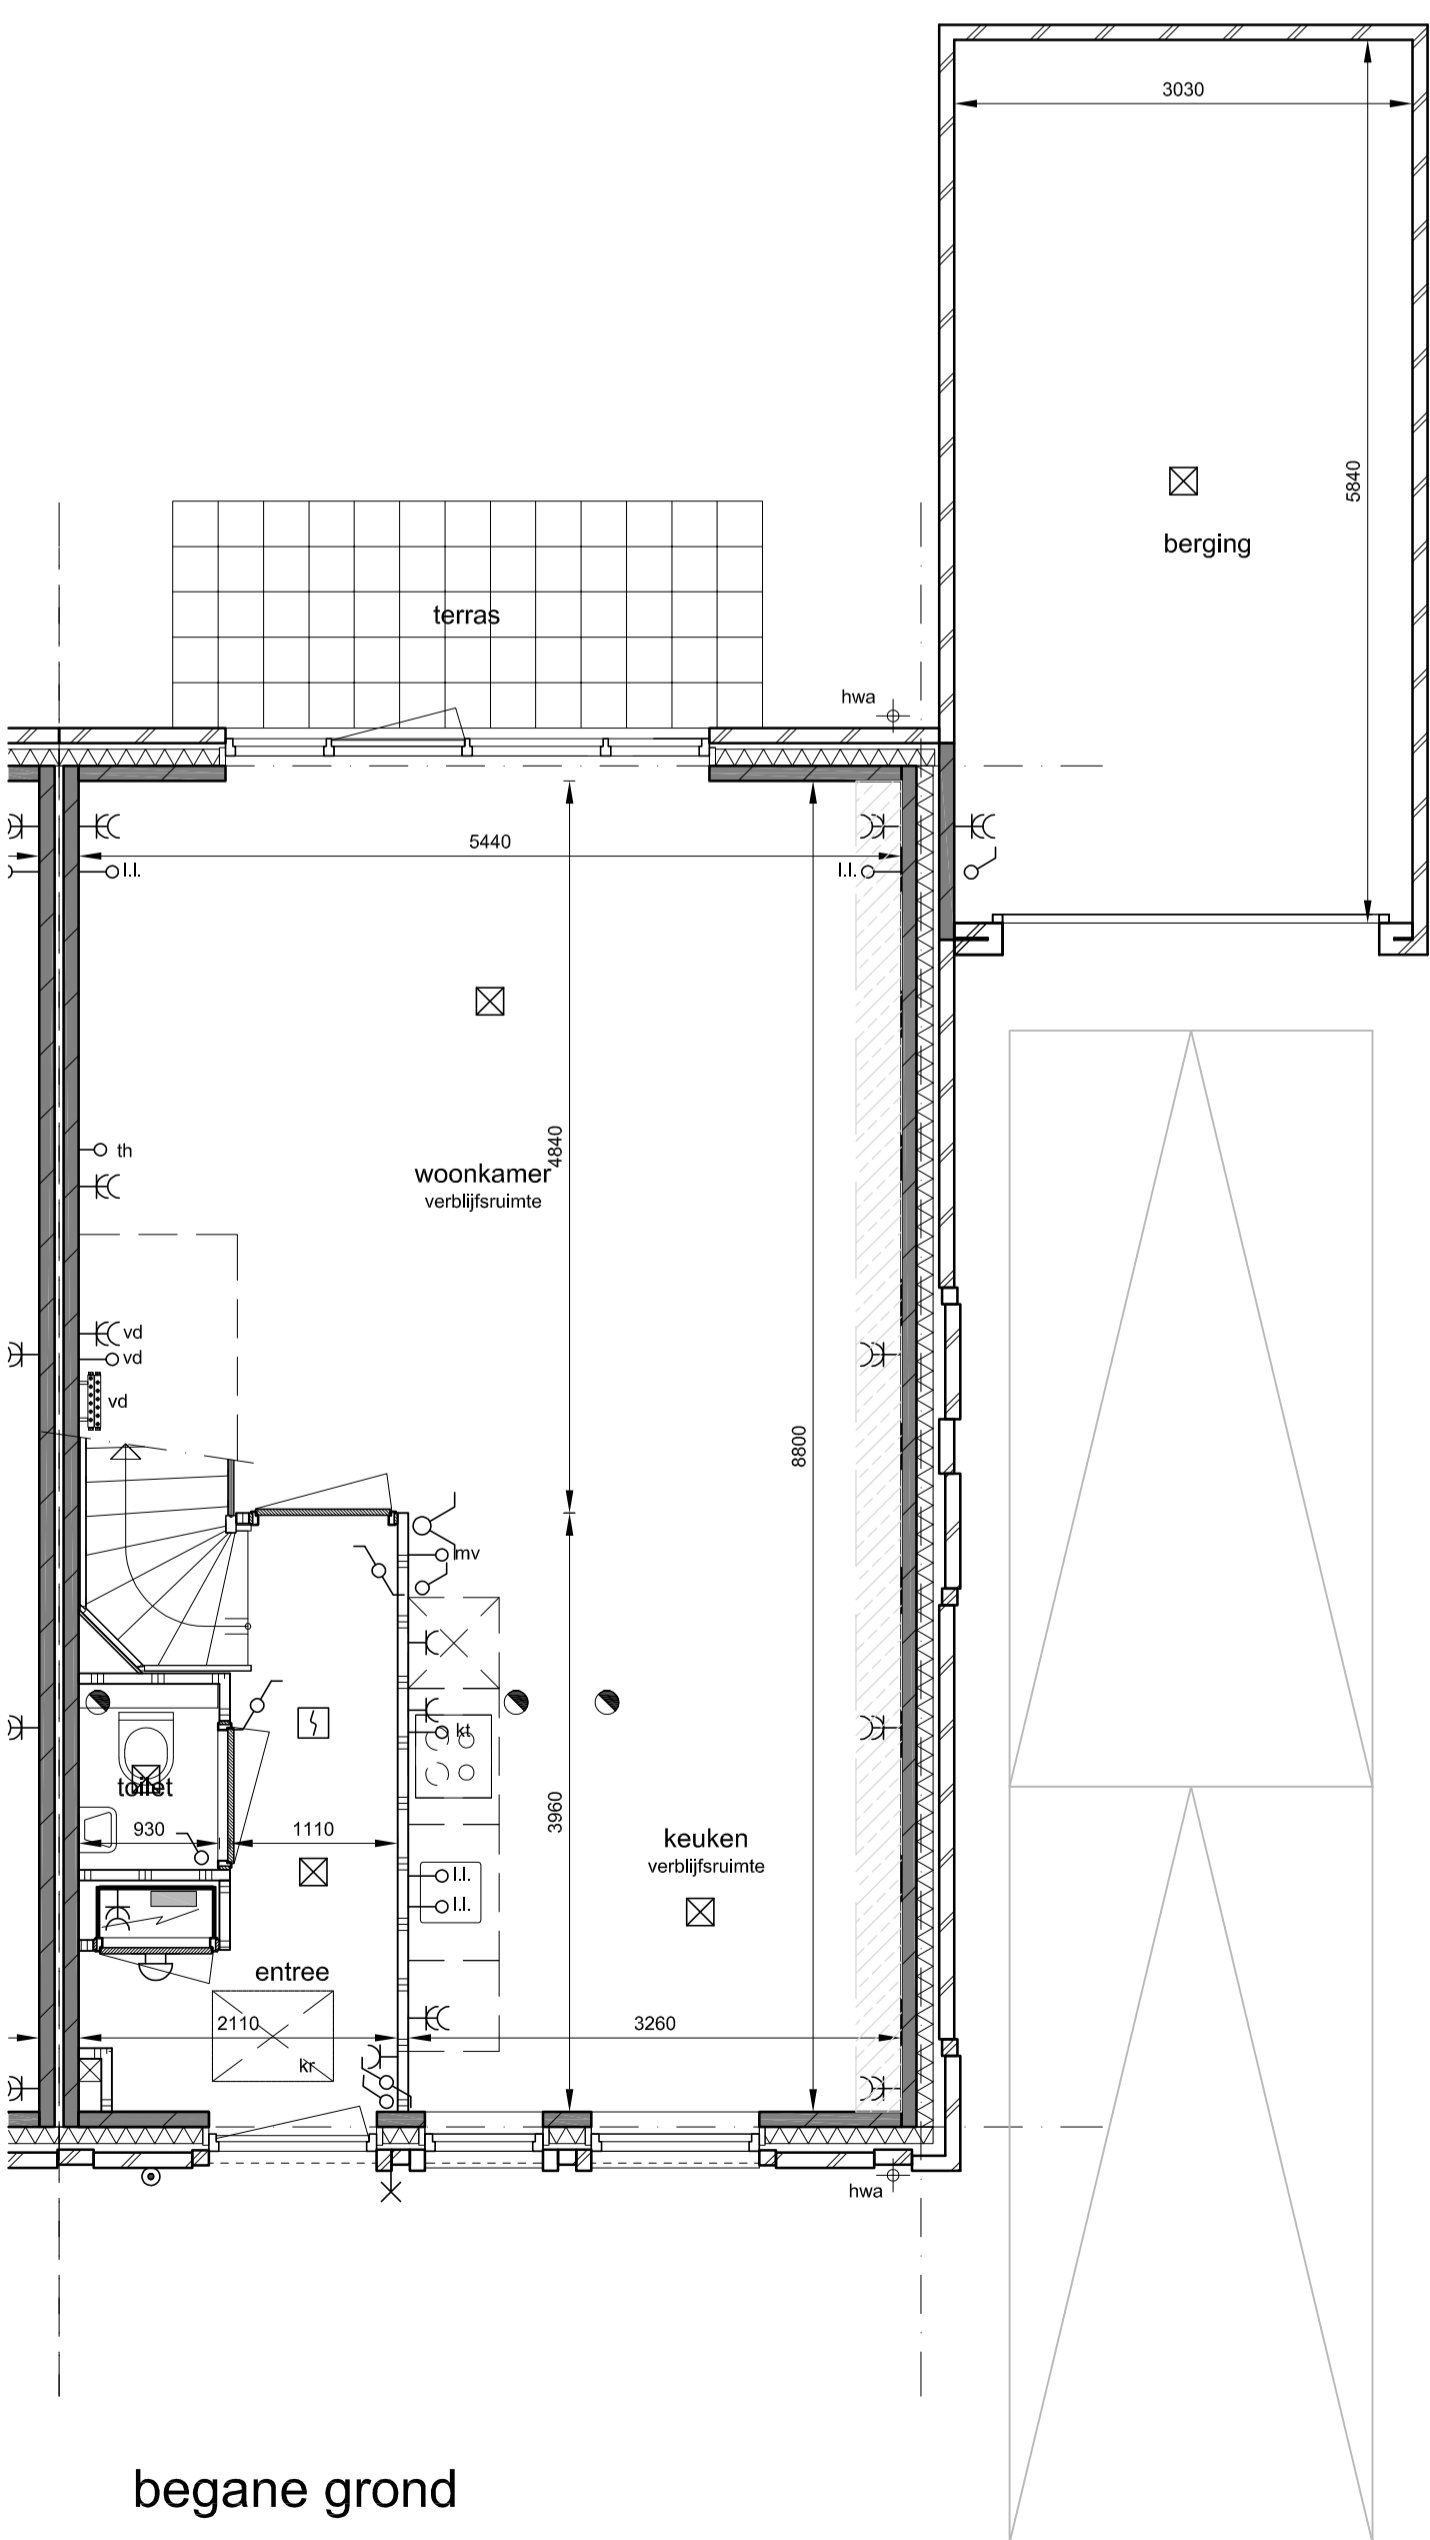 3030
5840
berging
terras
hwa
5440
l.l.
l.l.
th
4840
woonkamer
verblijfsruimte
vd
vd
vd
8800
mv
kt
toilet
930
1110
3960
keuken
verblijfsruimte
l.l.
l.l.
entree
2110
3260
kr
hwa
begane grond